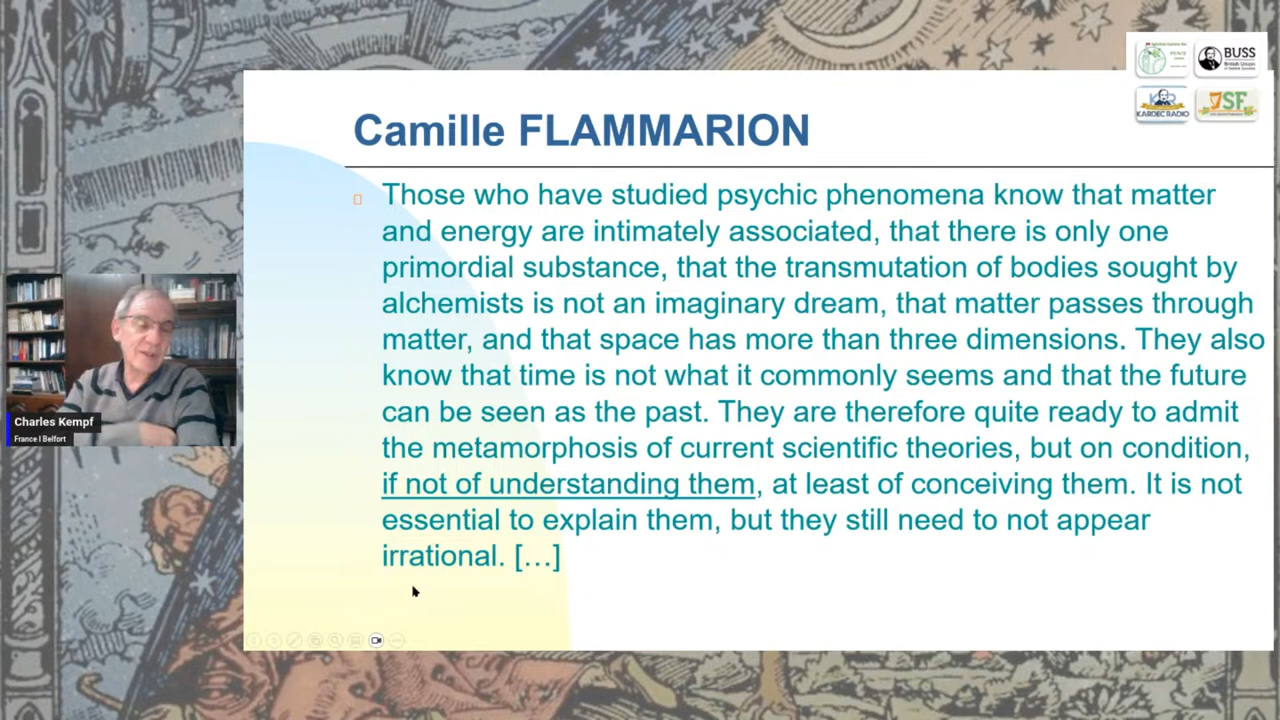 BUSS
KARDEC RADIO
SF
Camille FLAMMARION
Those who have studied psychic phenomena know that matter
and energy are intimately associated, that there is only one
primordial substance, that the transmutation of bodies sought by
alchemists is not an imaginary dream, that matter passes through
matter, and that space has more than three dimensions. They also
know that time is not what it commonly seems and that the future
can be seen as the past. They are therefore quite ready to admit
the metamorphosis of current scientific theories, but on condition,
if not of understanding them, at least of conceiving them. It is not
essential to explain them, but they still need to not appear
irrational. […]
Charles Kempf
France I Belfort